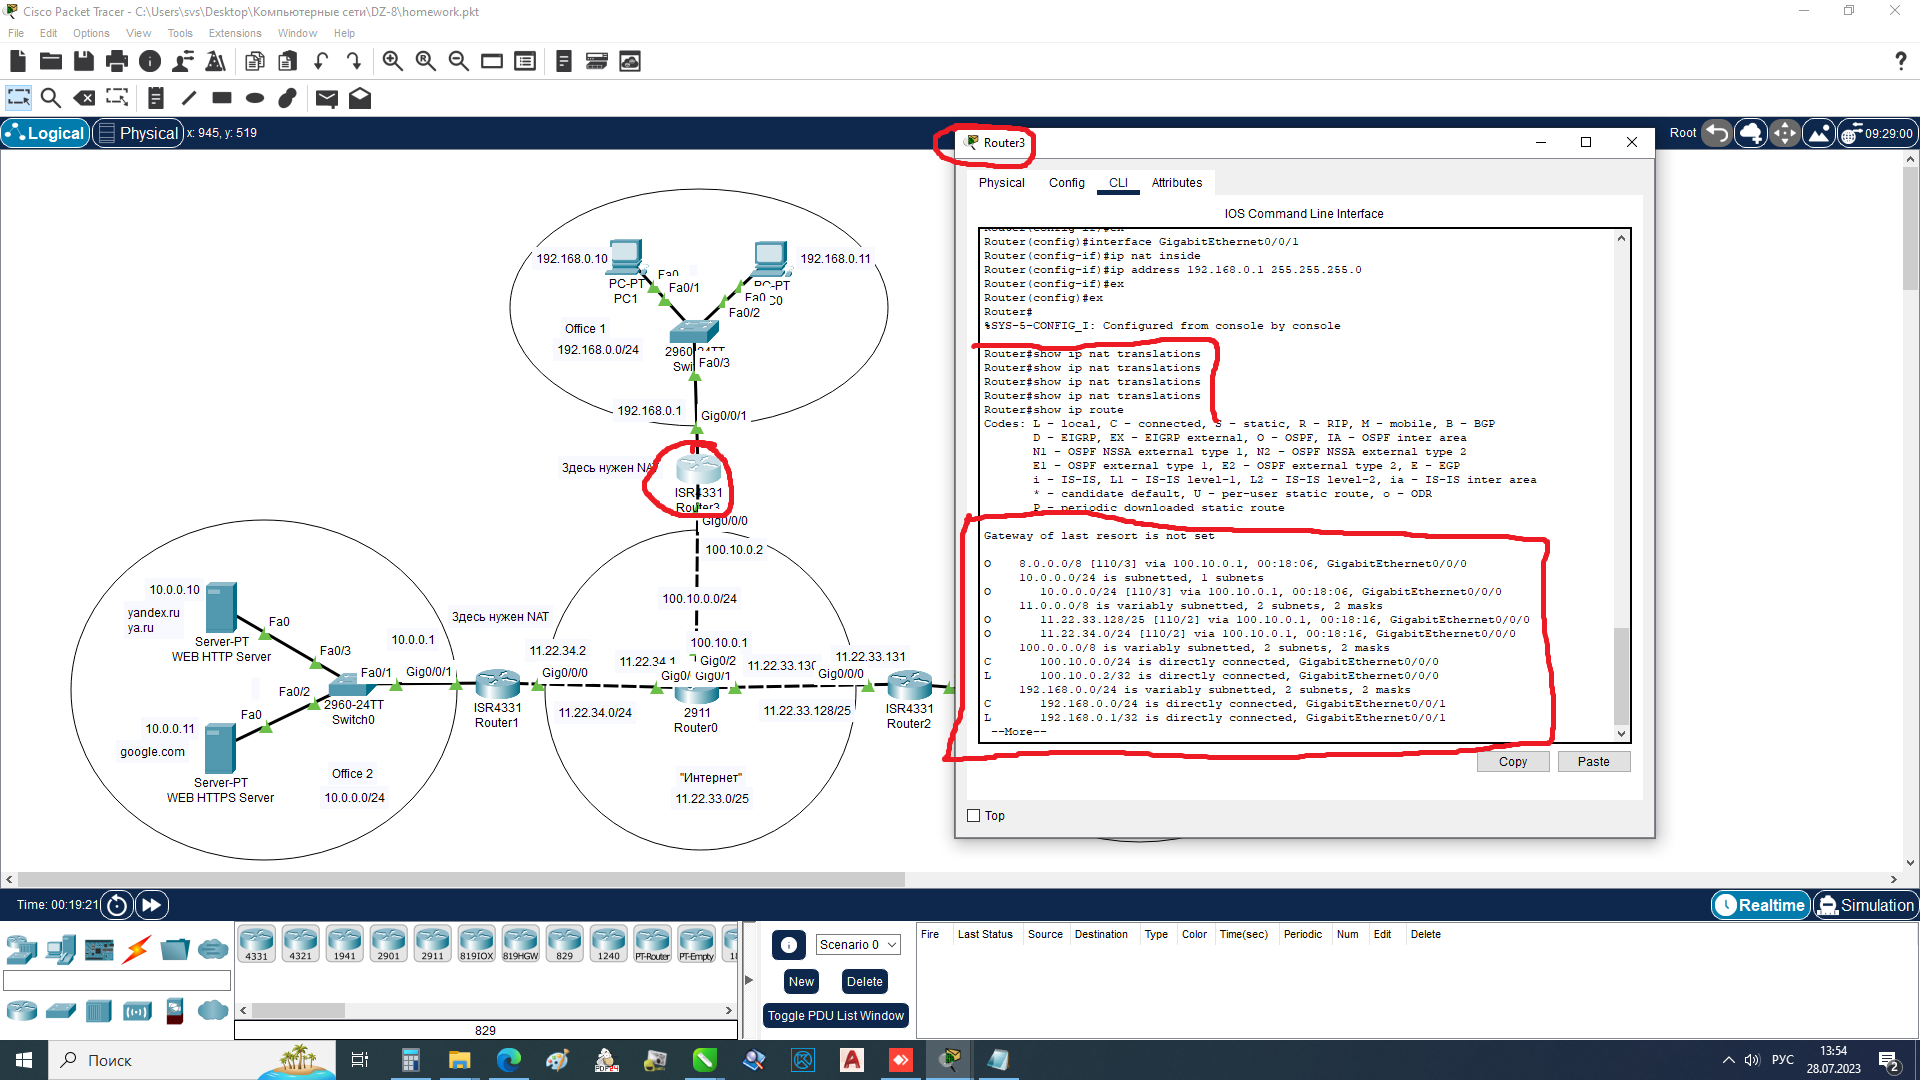 Cisco Packet Tracer - C:\Users\svs\Desktop\Компьютерные сети\DZ-8\homework.pkt
File Edit Options View Tools Extensions Window Help
Logical Physical x: 945, y: 519
Root 09:29:00
Router3
Physical Config CLI Attributes
IOS Command Line Interface
Router(config-if)#ex
Router(config)#interface GigabitEthernet0/0/1
Router(config-if)#ip nat inside
Router(config-if)#ip address 192.168.0.1 255.255.255.0
Router(config-if)#ex
Router(config)#ex
Router#
%SYS-5-CONFIG_I: Configured from console by console
Router#show ip nat translations
Router#show ip nat translations
Router#show ip nat translations
Router#show ip nat translations
Router#show ip route
Codes: L - local, C - connected, S - static, R - RIP, M - mobile, B - BGP
D - EIGRP, EX - EIGRP external, O - OSPF, IA - OSPF inter area
N1 - OSPF NSSA external type 1, N2 - OSPF NSSA external type 2
E1 - OSPF external type 1, E2 - OSPF external type 2, E - EGP
i - IS-IS, L1 - IS-IS level-1, L2 - IS-IS level-2, ia - IS-IS inter area
* - candidate default, U - per-user static route, o - ODR
P - periodic downloaded static route
Gateway of last resort is not set
O 8.0.0.0/8 [110/3] via 100.10.0.1, 00:18:06, GigabitEthernet0/0/0
10.0.0.0/24 is subnetted, 1 subnets
O 10.0.0.0/24 [110/3] via 100.10.0.1, 00:18:06, GigabitEthernet0/0/0
11.0.0.0/8 is variably subnetted, 2 subnets, 2 masks
O 11.22.33.128/25 [110/2] via 100.10.0.1, 00:18:16, GigabitEthernet0/0/0
O 11.22.34.0/24 [110/2] via 100.10.0.1, 00:18:16, GigabitEthernet0/0/0
100.0.0.0/8 is variably subnetted, 2 subnets, 2 masks
C 100.10.0.0/24 is directly connected, GigabitEthernet0/0/0
L 100.10.0.2/32 is directly connected, GigabitEthernet0/0/0
192.168.0.0/24 is variably subnetted, 2 subnets, 2 masks
C 192.168.0.0/24 is directly connected, GigabitEthernet0/0/1
L 192.168.0.1/32 is directly connected, GigabitEthernet0/0/1
--More--
Copy Paste
Top
192.168.0.10
192.168.0.11
Fa0
PC-PT
PC1
Fa0/1
PC-PT
Fa0
Fa0/2
Office 1
192.168.0.0/24
Fa0/3
192.168.0.1
Gig0/0/1
Здесь нужен NAT
ISR4331
Router3
Gig0/0/0
100.10.0.2
100.10.0.0/24
100.10.0.1
Gig0/2
10.0.0.10
yandex.ru
ya.ru
Fa0
Server-PT
WEB HTTP Server
Fa0/3
10.0.0.1
Здесь нужен NAT
Fa0/1
Gig0/0/1
Fa0/2
2960-24TT
Switch0
11.22.34.2
Gig0/0/0
ISR4331
Router1
11.22.34.0/24
11.22.34.1
Gig0/1
2911
Router0
11.22.33.130
11.22.33.131
Gig0/0/0
11.22.33.128/25
ISR4331
Router2
10.0.0.11
Fa0
google.com
Server-PT
WEB HTTPS Server
Office 2
10.0.0.0/24
"Интернет"
11.22.33.0/25
Time: 00:19:21
Realtime Simulation
4331 4321 1941 2901 2911 819IOX 819HGW 829 1240 PT-Router PT-Empty
829
Scenario 0
New Delete
Toggle PDU List Window
Fire Last Status Source Destination Type Color Time(sec) Periodic Num Edit Delete
Поиск
РУС
13:54
28.07.2023
2